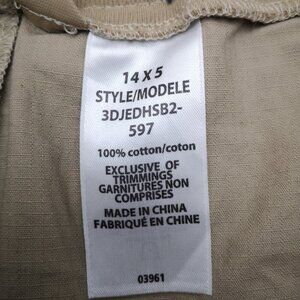 14 X 5
STYLE/MODELE
3DJEDHSB2-
597
100% cotton/coton
EXCLUSIVE OF
TRIMMINGS
GARNITURES NON
COMPRISES
MADE IN CHINA
FABRIQUÉ EN CHINE
03961